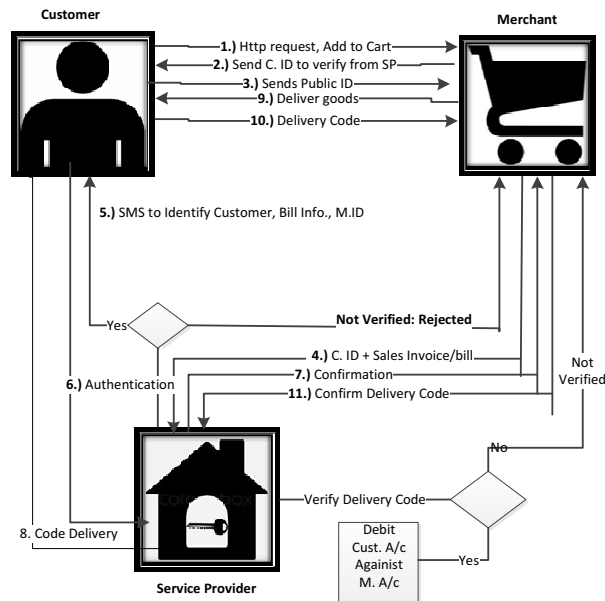 Customer
Merchant
1.) Http request, Add to Cart
2.) Send C. ID to verify from SP
3.) Sends Public ID
9.) Deliver goods
10.) Delivery Code
5.) SMS to Identify Customer, Bill Info., M.ID
Yes
Not Verified: Rejected
4.) C. ID + Sales Invoice/bill
7.) Confirmation
11.) Confirm Delivery Code
Not
Verified
6.) Authentication
No
Verify Delivery Code
8. Code Delivery
Debit
Cust. A/c
Againist
M. A/c
Yes
Service Provider